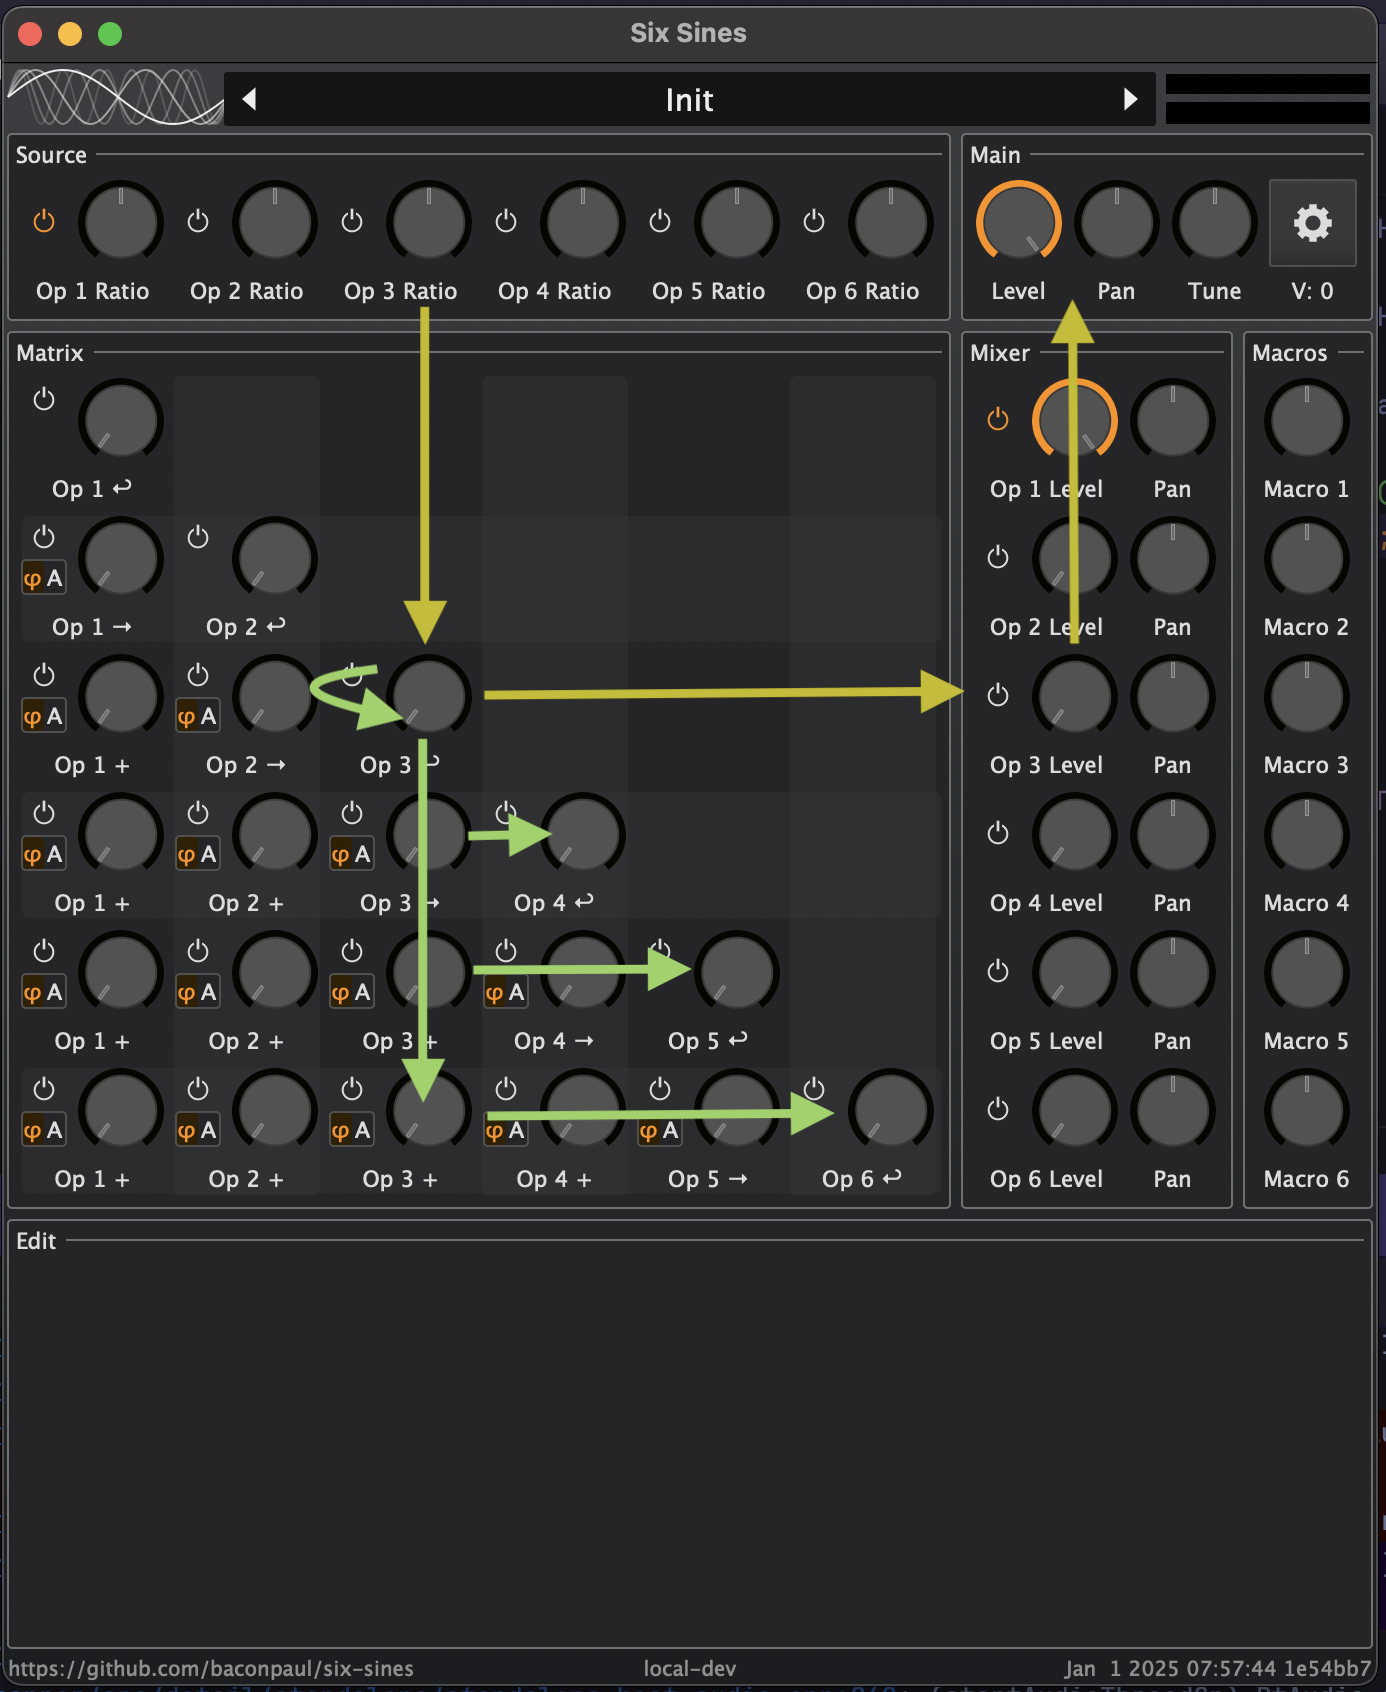 Six Sines
Init
Source
Op 1 Ratio Op 2 Ratio Op 3 Ratio Op 4 Ratio Op 5 Ratio Op 6 Ratio
Main
Level Pan Tune V: 0
Matrix
Op 1 ↩
φ A
Op 1 → Op 2 ↩
φ A φ A
Op 1 + Op 2 → Op 3 ↩
φ A φ A φ A
Op 1 + Op 2 + Op 3 → Op 4 ↩
φ A φ A φ A φ A
Op 1 + Op 2 + Op 3 + Op 4 → Op 5 ↩
φ A φ A φ A φ A φ A
Op 1 + Op 2 + Op 3 + Op 4 + Op 5 → Op 6 ↩
Mixer
Op 1 Level Pan
Op 2 Level Pan
Op 3 Level Pan
Op 4 Level Pan
Op 5 Level Pan
Op 6 Level Pan
Macros
Macro 1
Macro 2
Macro 3
Macro 4
Macro 5
Macro 6
Edit
https://github.com/baconpaul/six-sines local-dev Jan 1 2025 07:57:44 1e54bb7